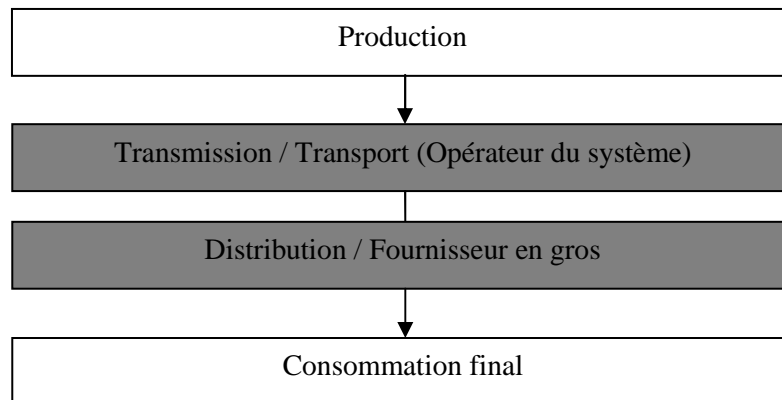 Production
Transmission / Transport (Opérateur du système)
Distribution / Fournisseur en gros
Consommation final